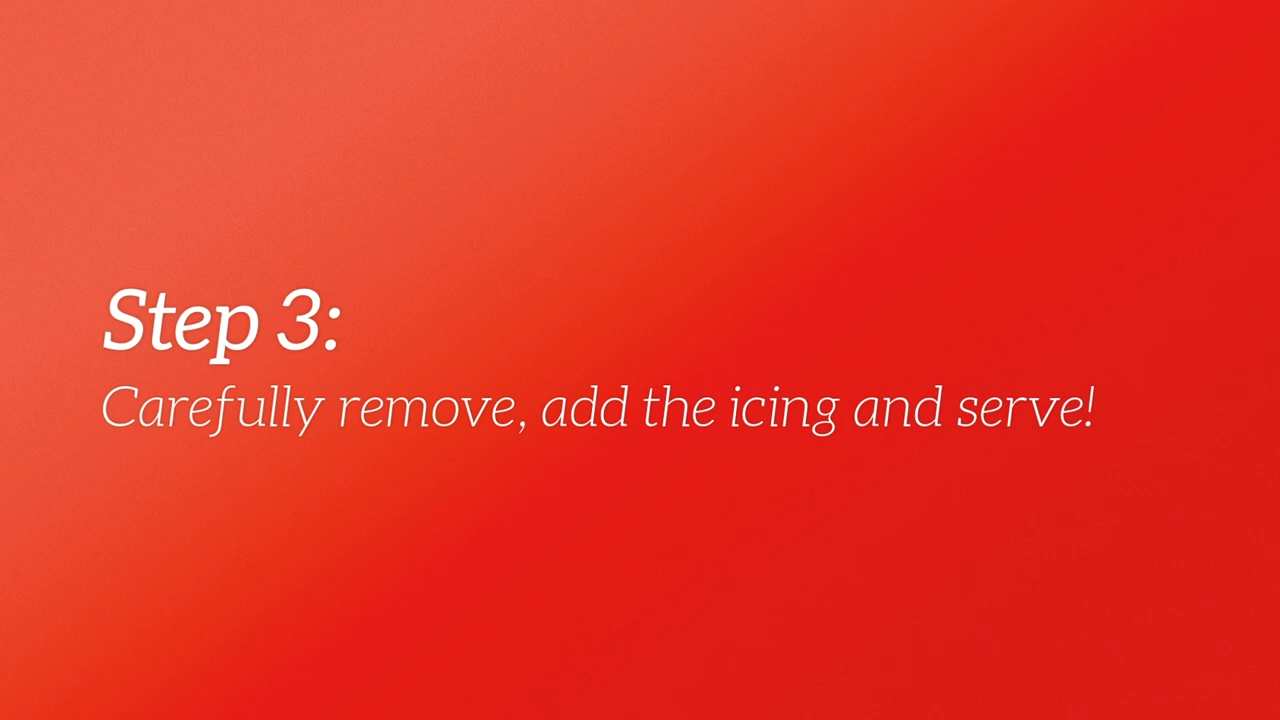 Step 3:
Carefully remove, add the icing and serve!